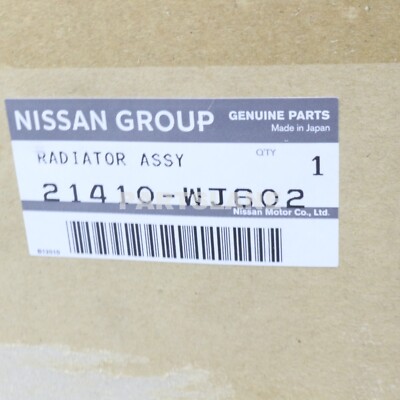 NISSAN GROUP
GENUINE PARTS
Made in Japan
RADIATOR ASSY
QTY 1
21410-WJ602
Nissan Motor Co., Ltd.